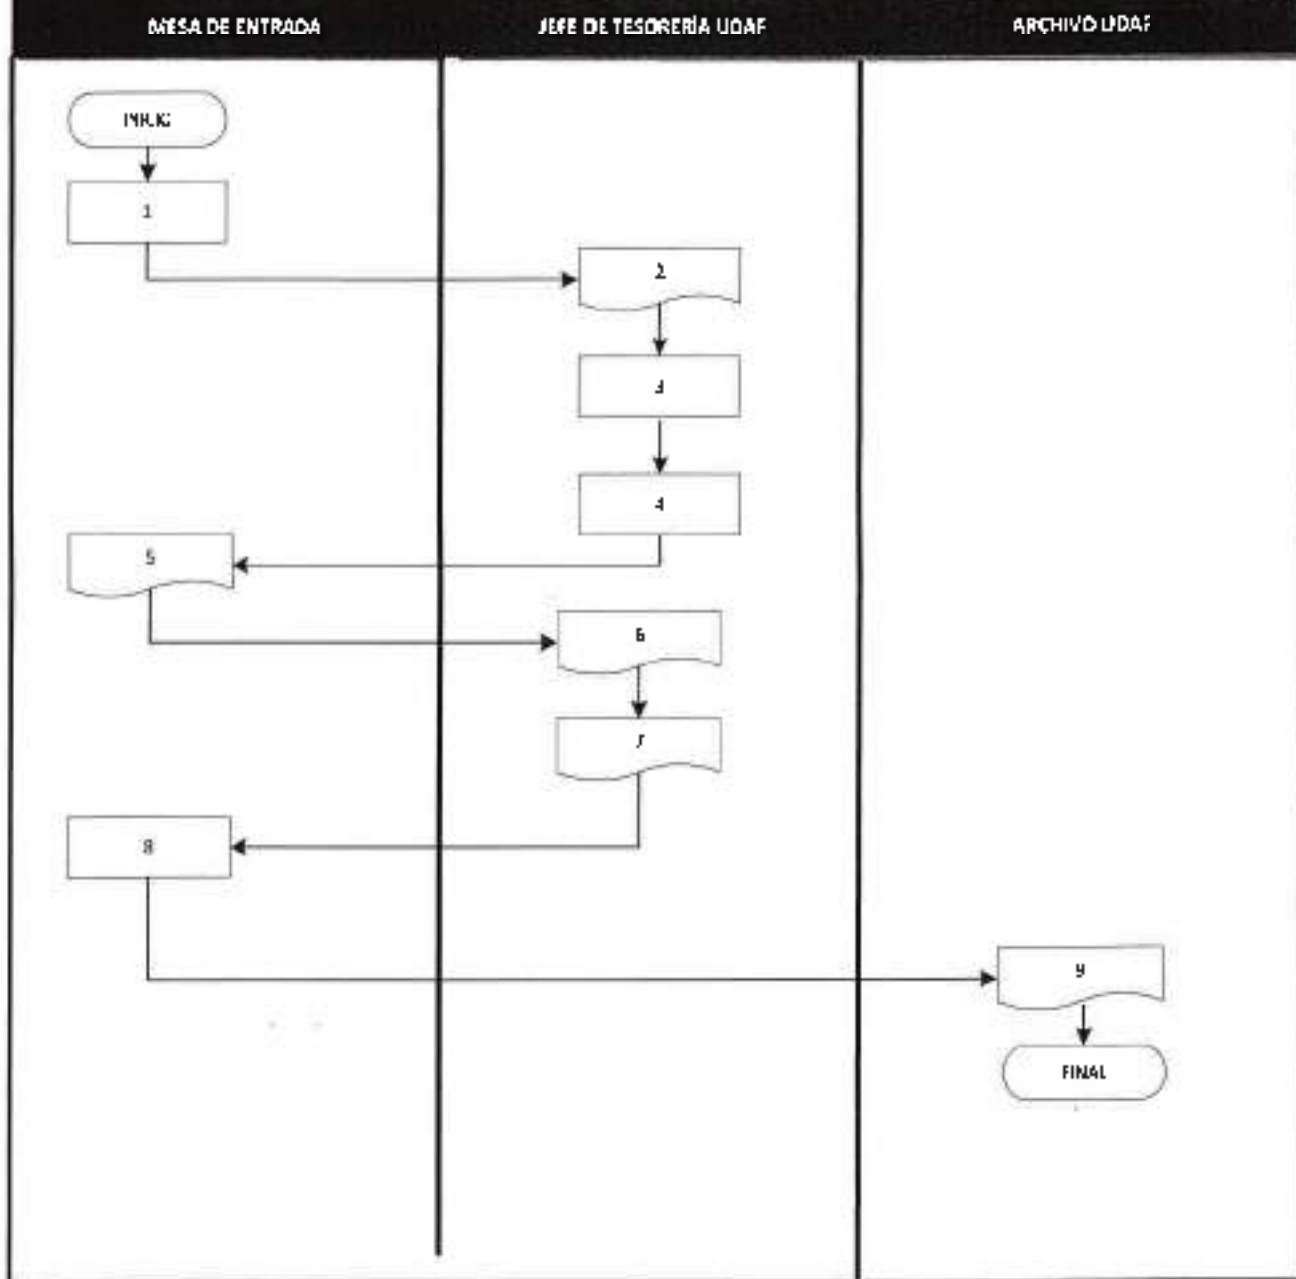 MESA DE ENTRADA
JEFE DE TESORERÍA UDAF
ARCHIVO UDAF
INICIO
1
2
3
4
5
6
7
8
9
FINAL